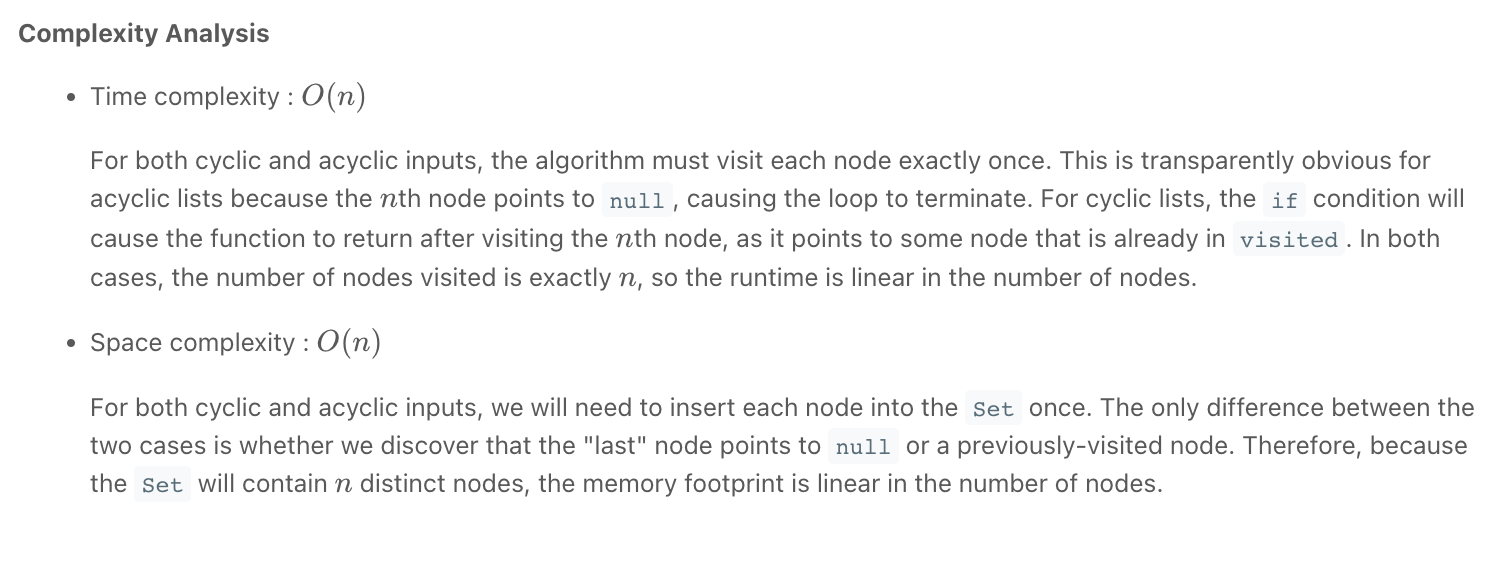 Complexity Analysis
• Time complexity : O(n)
For both cyclic and acyclic inputs, the algorithm must visit each node exactly once. This is transparently obvious for
acyclic lists because the nth node points to null, causing the loop to terminate. For cyclic lists, the if condition will
cause the function to return after visiting the nth node, as it points to some node that is already in visited. In both
cases, the number of nodes visited is exactly n, so the runtime is linear in the number of nodes.
• Space complexity : O(n)
For both cyclic and acyclic inputs, we will need to insert each node into the Set once. The only difference between the
two cases is whether we discover that the "last" node points to null or a previously-visited node. Therefore, because
the Set will contain n distinct nodes, the memory footprint is linear in the number of nodes.